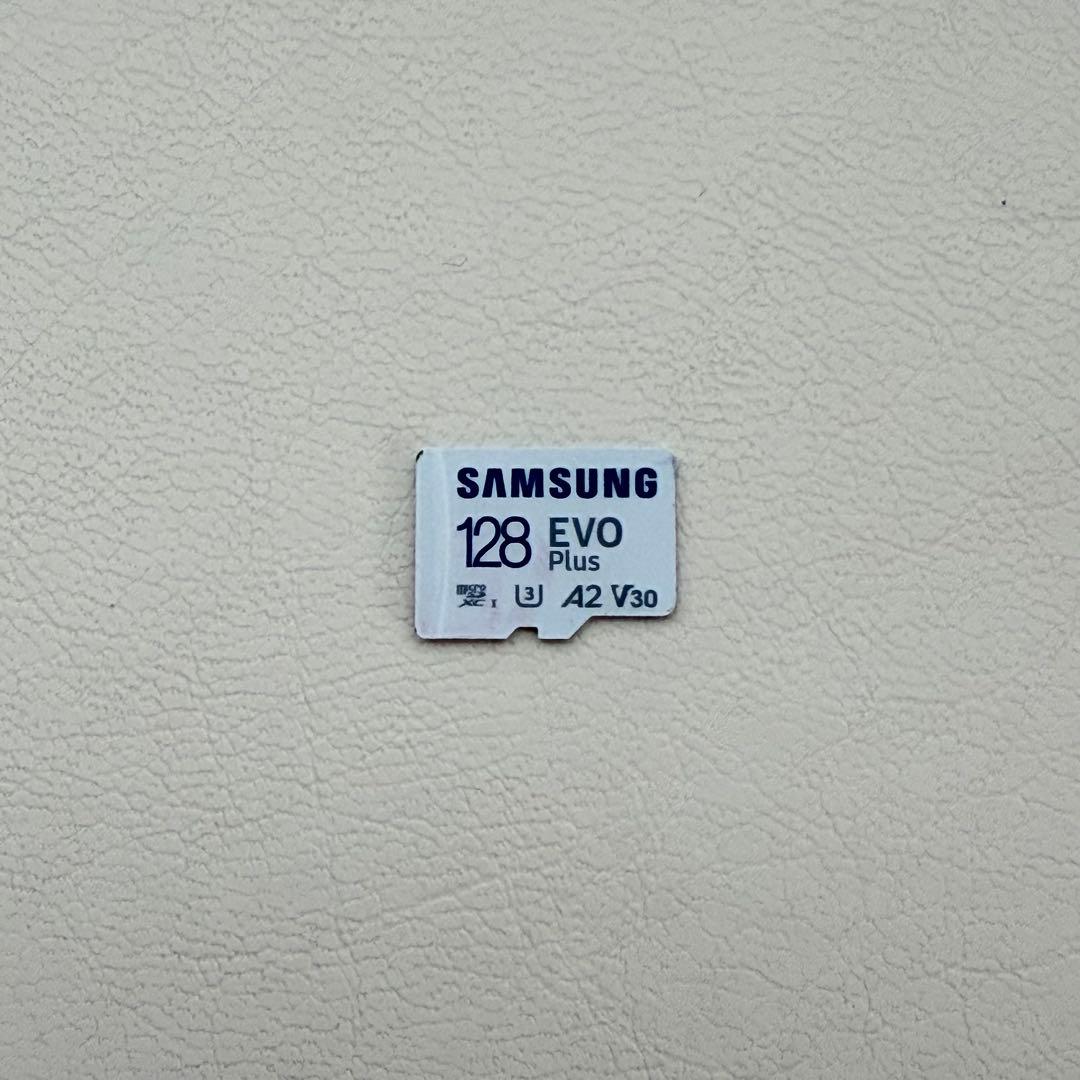 SAMSUNG
128 EVO
Plus
micro SD XC I U3 A2 V30